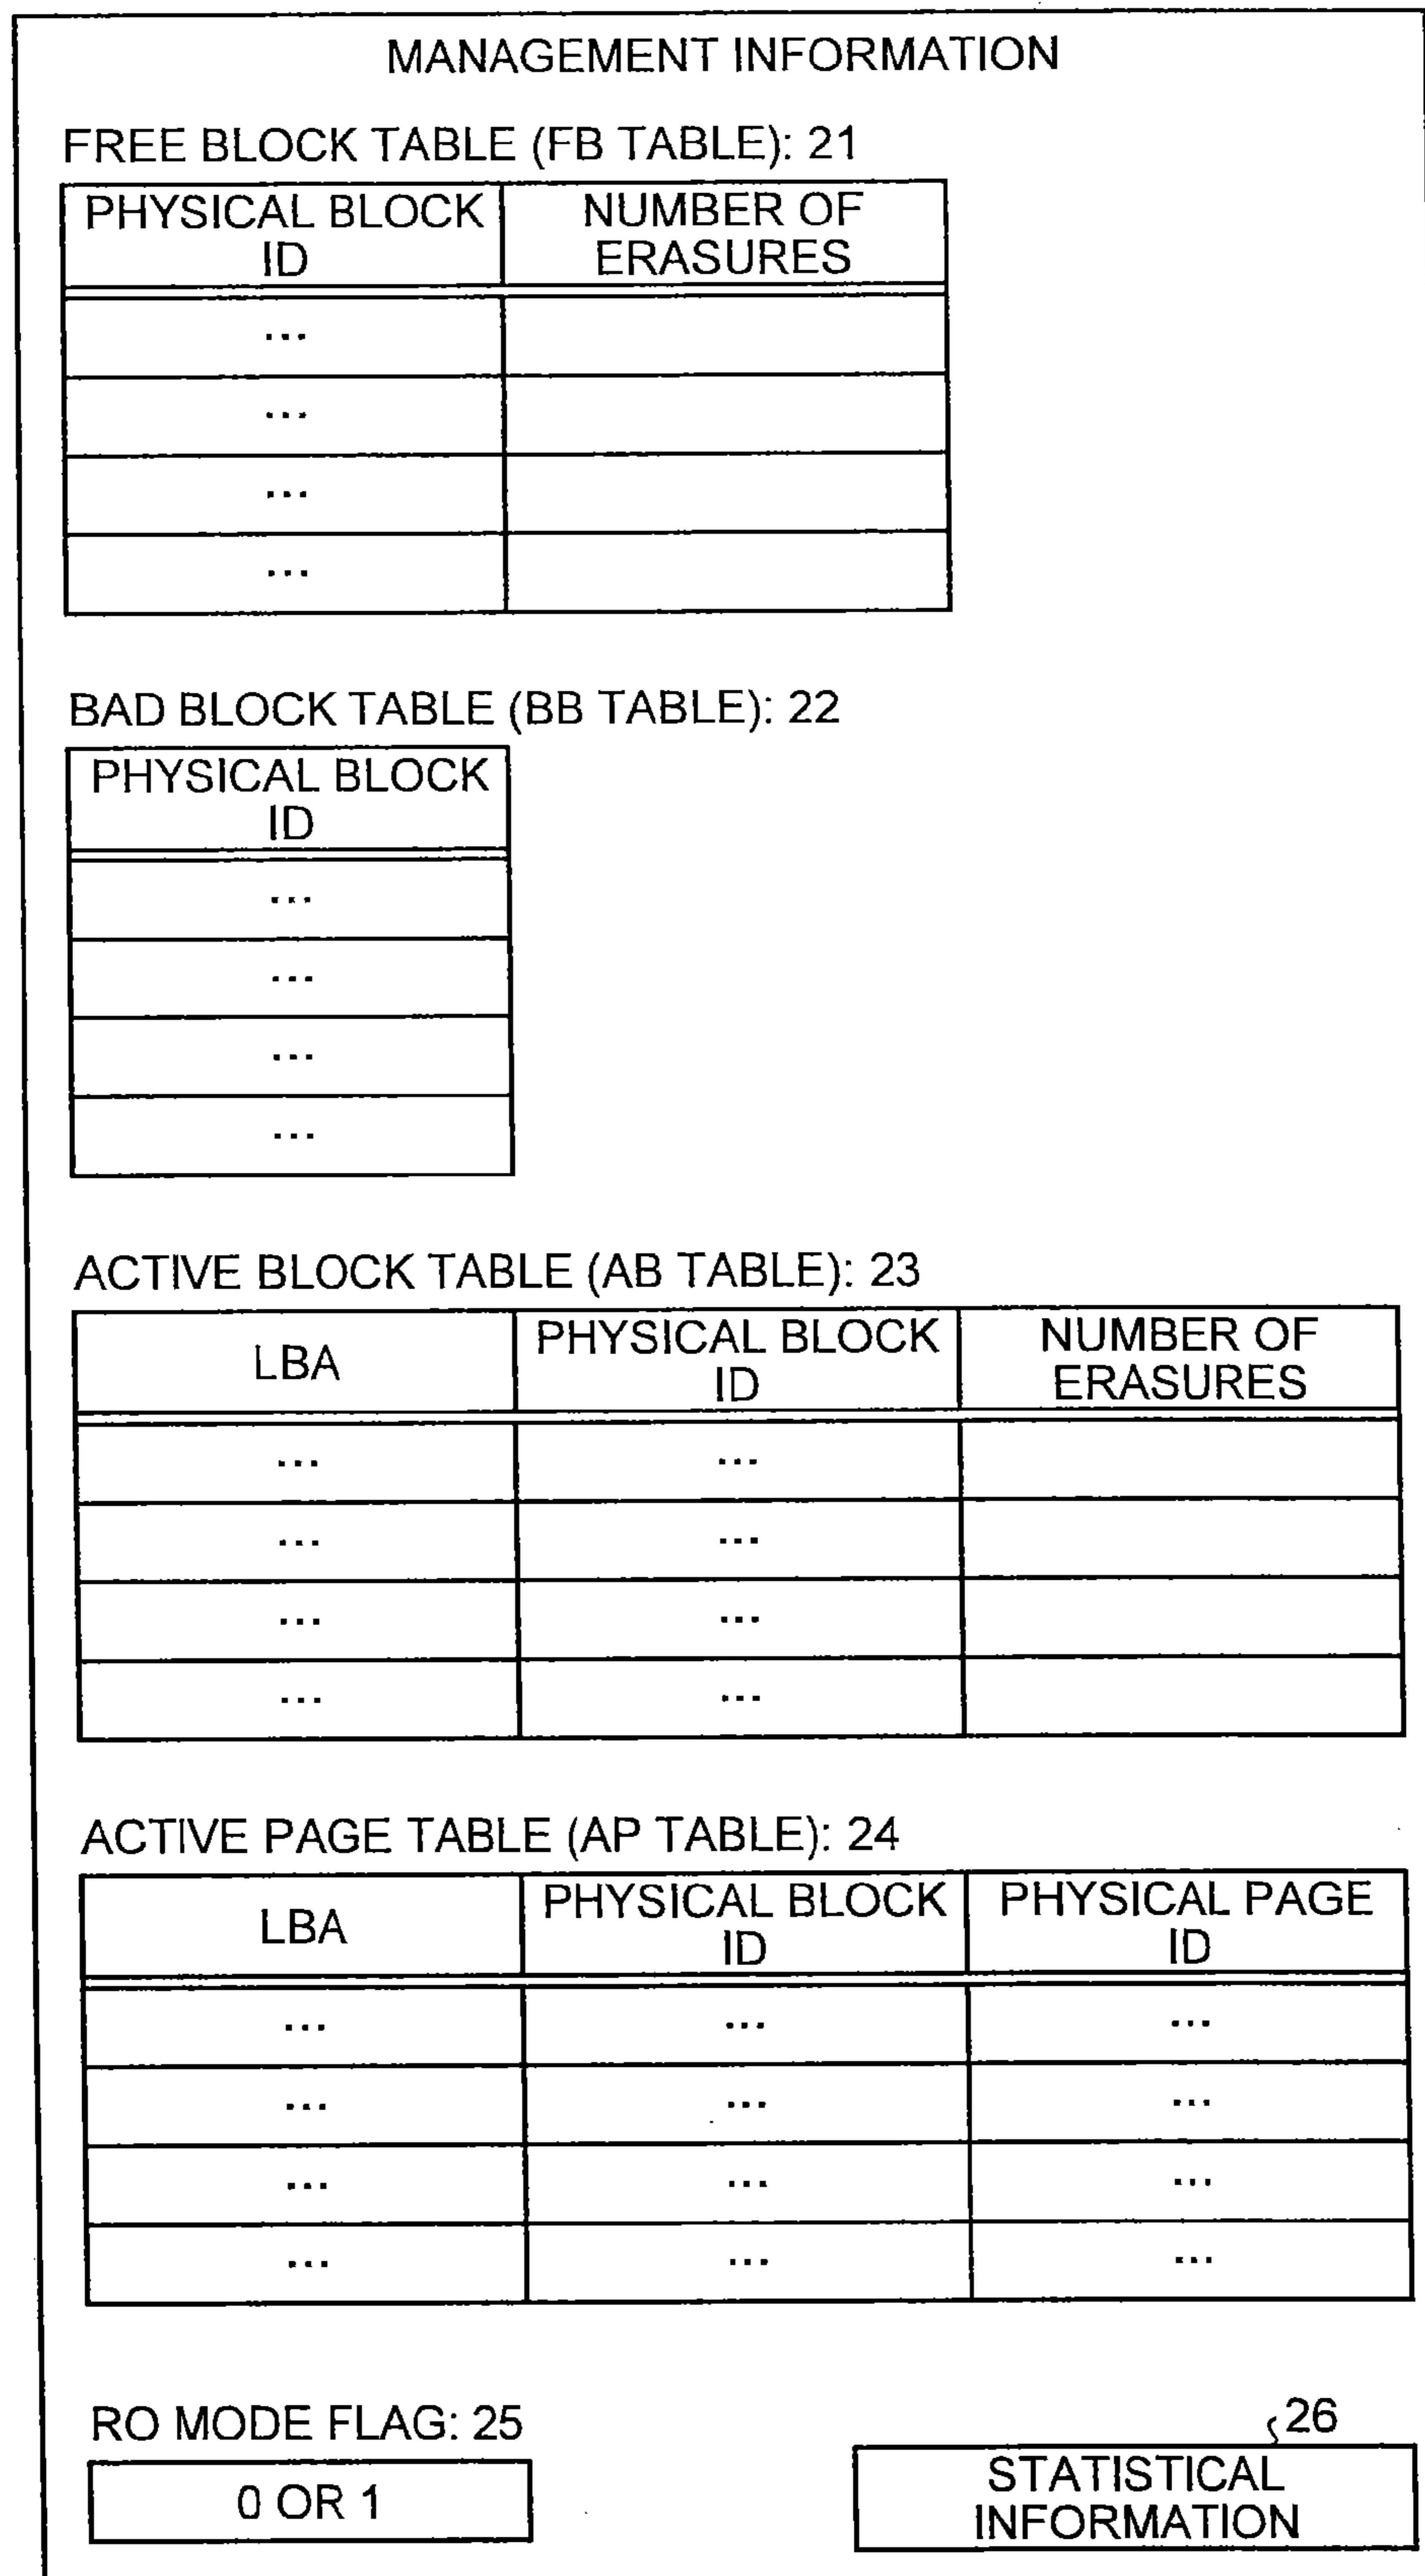 MANAGEMENT INFORMATION
FREE BLOCK TABLE (FB TABLE): 21
PHYSICAL BLOCK ID NUMBER OF ERASURES
...
...
...
...
BAD BLOCK TABLE (BB TABLE): 22
PHYSICAL BLOCK ID
...
...
...
...
ACTIVE BLOCK TABLE (AB TABLE): 23
LBA PHYSICAL BLOCK ID NUMBER OF ERASURES
... ...
... ...
... ...
... ...
ACTIVE PAGE TABLE (AP TABLE): 24
LBA PHYSICAL BLOCK ID PHYSICAL PAGE ID
... ... ...
... ... ...
... ... ...
... ... ...
RO MODE FLAG: 25
0 OR 1
26
STATISTICAL
INFORMATION